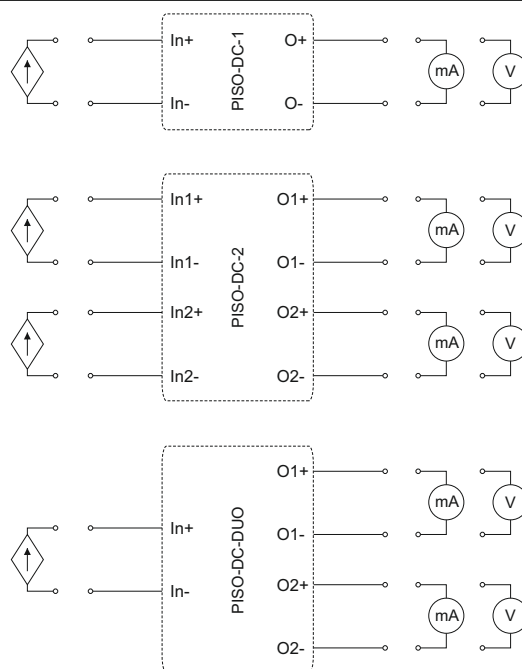 In+ O+
PISO-DC-1
mA V
In- O-
In1+ O1+
mA V
In1- O1-
PISO-DC-2
In2+ O2+
mA V
In2- O2-
O1+
mA V
In+
O1-
PISO-DC-DUO
O2+
In-
mA V
O2-